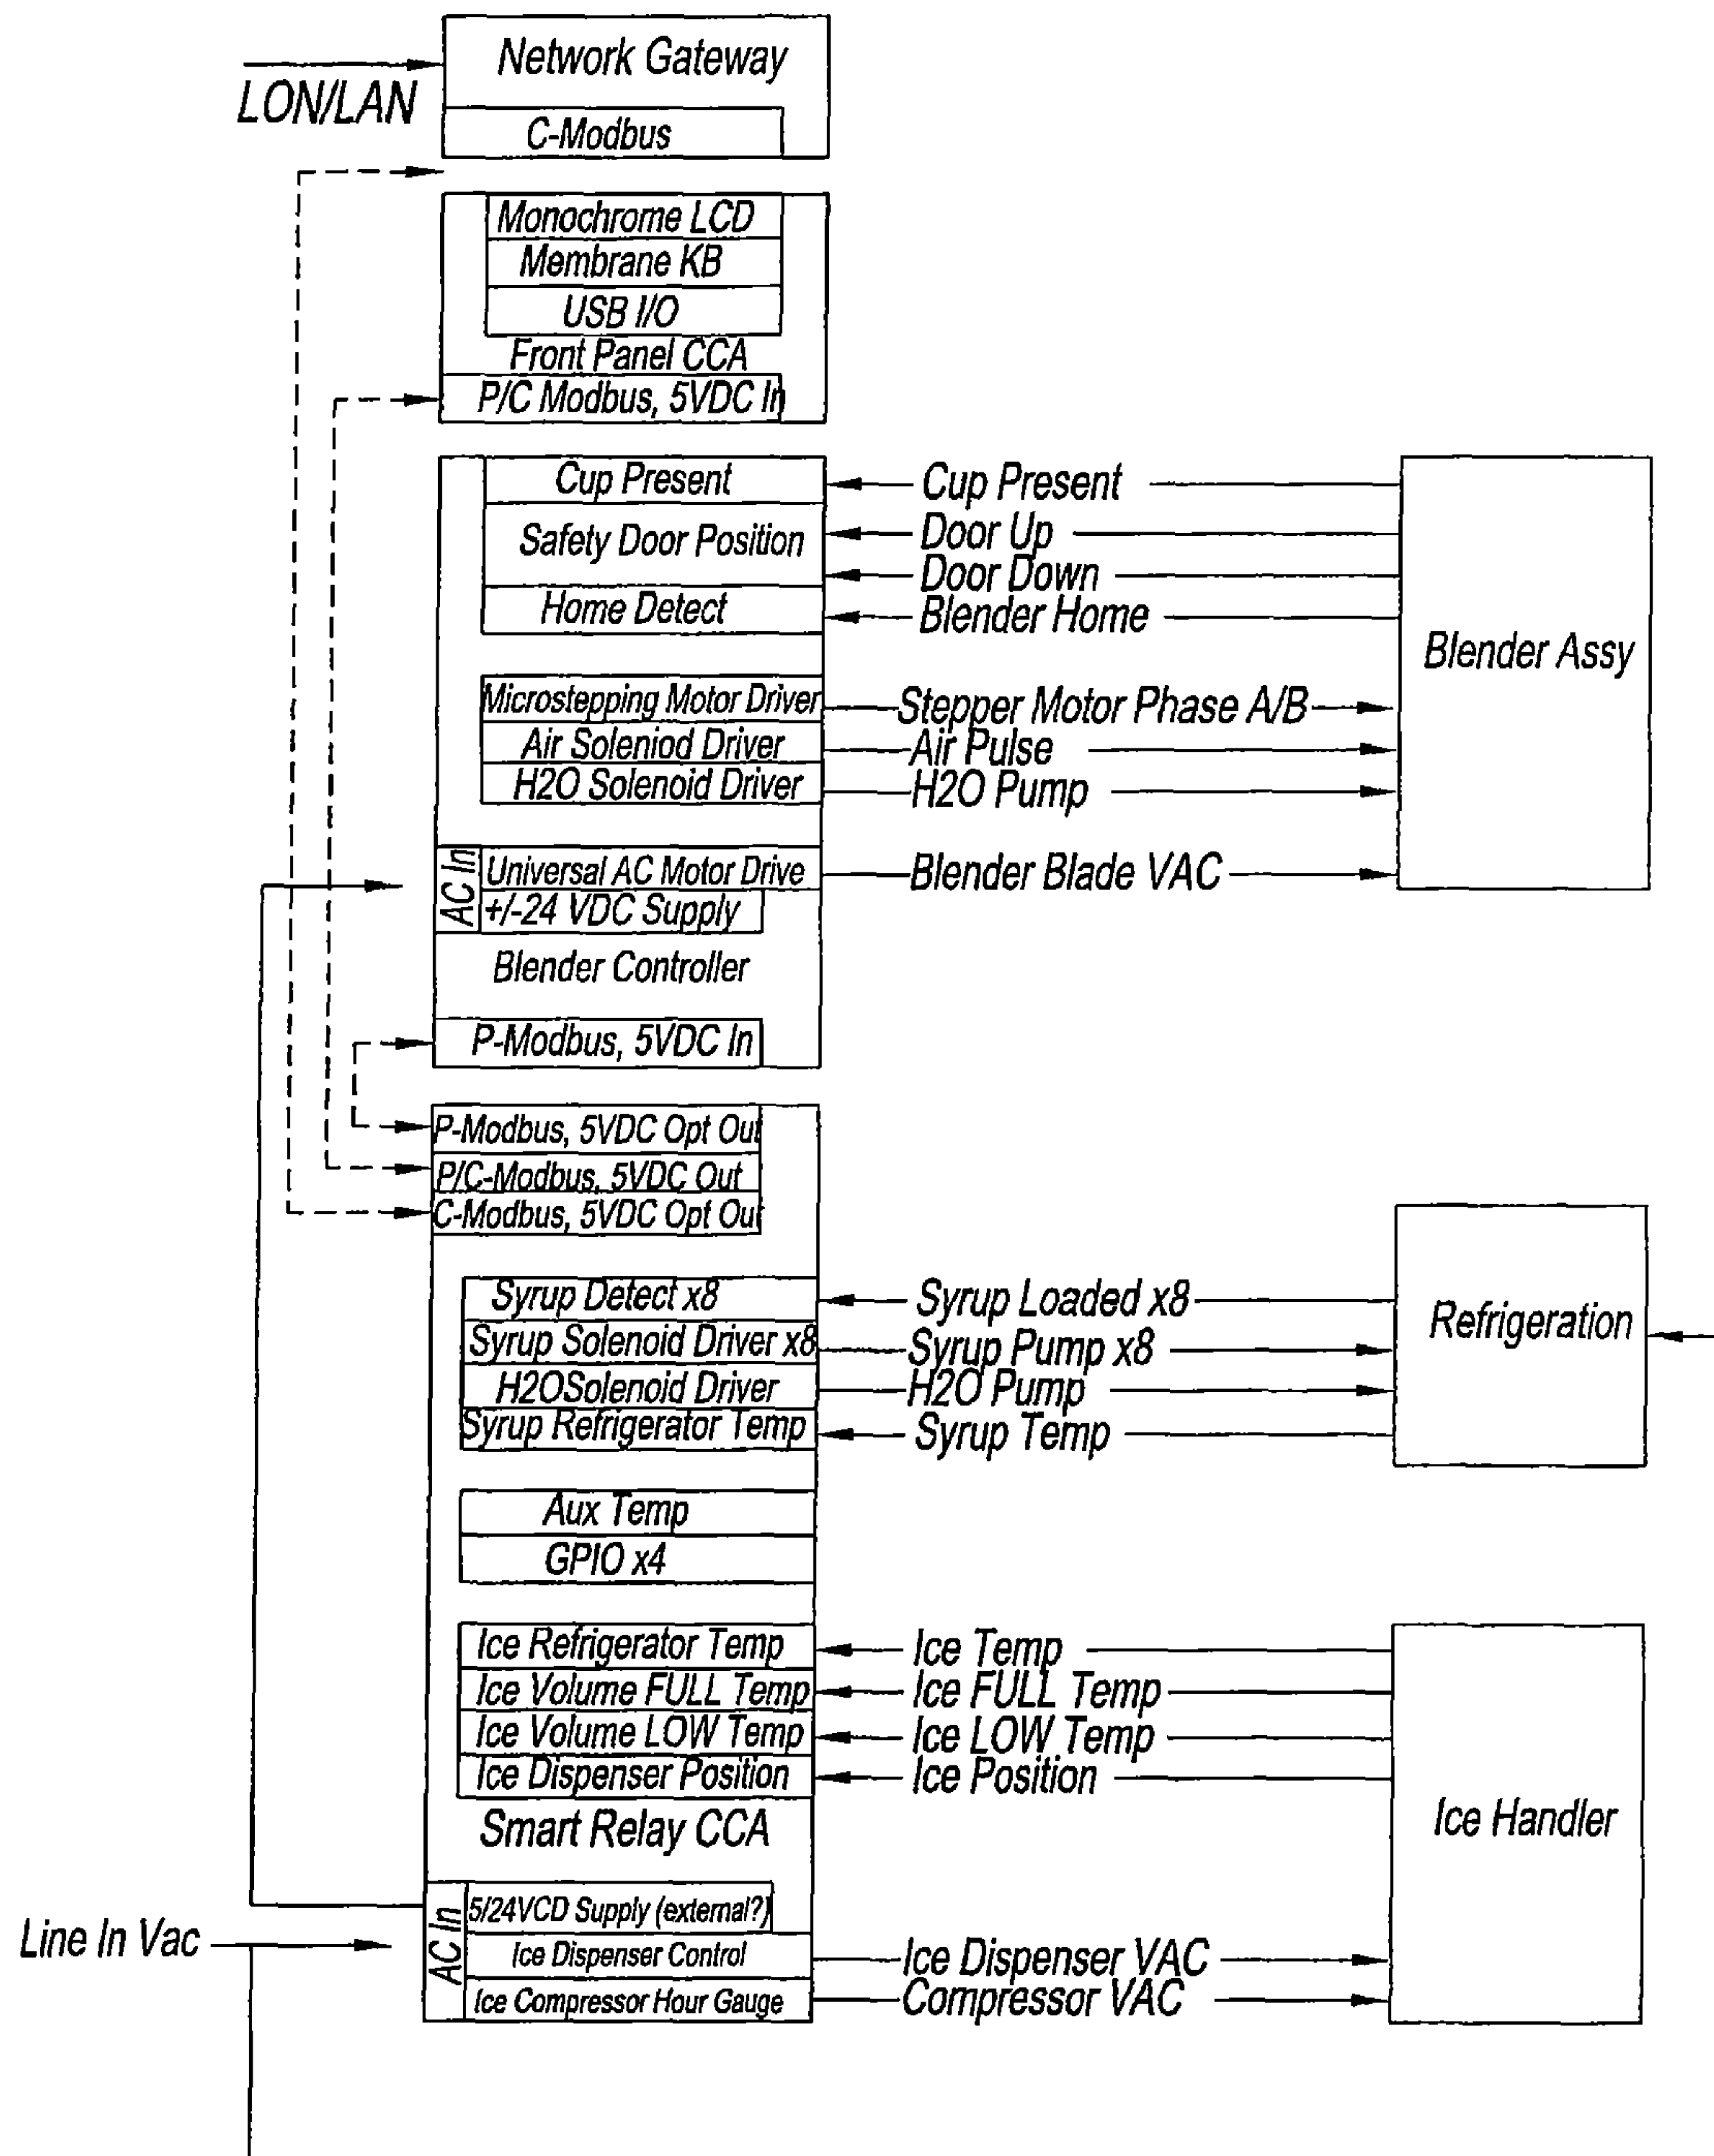 Network Gateway
LON/LAN
C-Modbus
Monochrome LCD
Membrane KB
USB I/O
Front Panel CCA
P/C Modbus, 5VDC In
Cup Present
Safety Door Position
Home Detect
Cup Present
Door Up
Door Down
Blender Home
Blender Assy
Microstepping Motor Driver
Air Soleniod Driver
H2O Solenoid Driver
Stepper Motor Phase A/B
Air Pulse
H2O Pump
AC In
Universal AC Motor Drive
+/-24 VDC Supply
Blender Blade VAC
Blender Controller
P-Modbus, 5VDC In
P-Modbus, 5VDC Opt Out
P/C-Modbus, 5VDC Out
C-Modbus, 5VDC Opt Out
Syrup Detect x8
Syrup Solenoid Driver x8
H2OSolenoid Driver
Syrup Refrigerator Temp
Syrup Loaded x8
Syrup Pump x8
H2O Pump
Syrup Temp
Refrigeration
Aux Temp
GPIO x4
Ice Refrigerator Temp
Ice Volume FULL Temp
Ice Volume LOW Temp
Ice Dispenser Position
Ice Temp
Ice FULL Temp
Ice LOW Temp
Ice Position
Ice Handler
Smart Relay CCA
Line In Vac
AC In
5/24VCD Supply (external?)
Ice Dispenser Control
Ice Compressor Hour Gauge
Ice Dispenser VAC
Compressor VAC